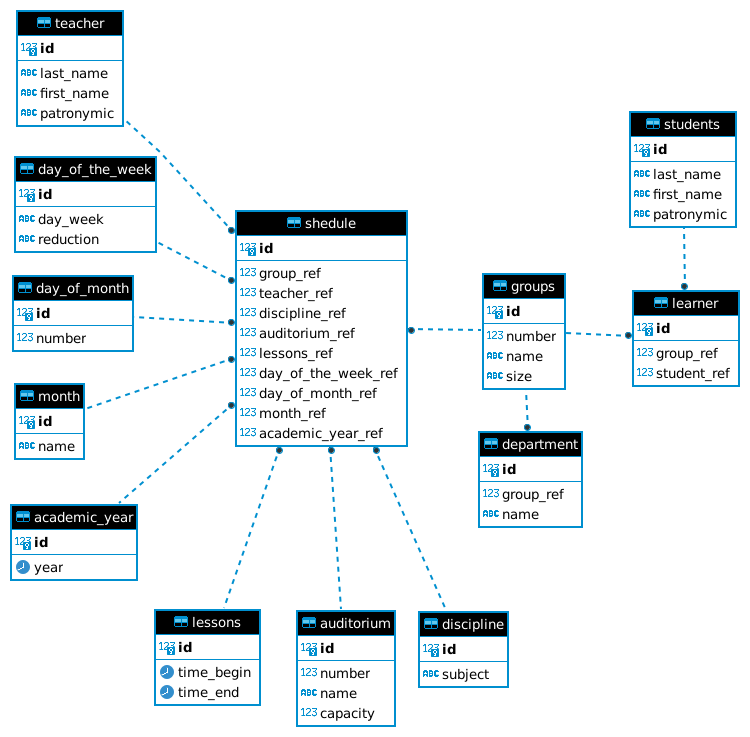 teacher
123 id
ABC last_name
ABC first_name
ABC patronymic
day_of_the_week
123 id
ABC day_week
ABC reduction
day_of_month
123 id
123 number
month
123 id
ABC name
academic_year
123 id
year
shedule
123 id
123 group_ref
123 teacher_ref
123 discipline_ref
123 auditorium_ref
123 lessons_ref
123 day_of_the_week_ref
123 day_of_month_ref
123 month_ref
123 academic_year_ref
groups
123 id
123 number
ABC name
ABC size
students
123 id
ABC last_name
ABC first_name
ABC patronymic
learner
123 id
123 group_ref
123 student_ref
department
123 id
123 group_ref
ABC name
lessons
123 id
time_begin
time_end
auditorium
123 id
123 number
ABC name
123 capacity
discipline
123 id
ABC subject